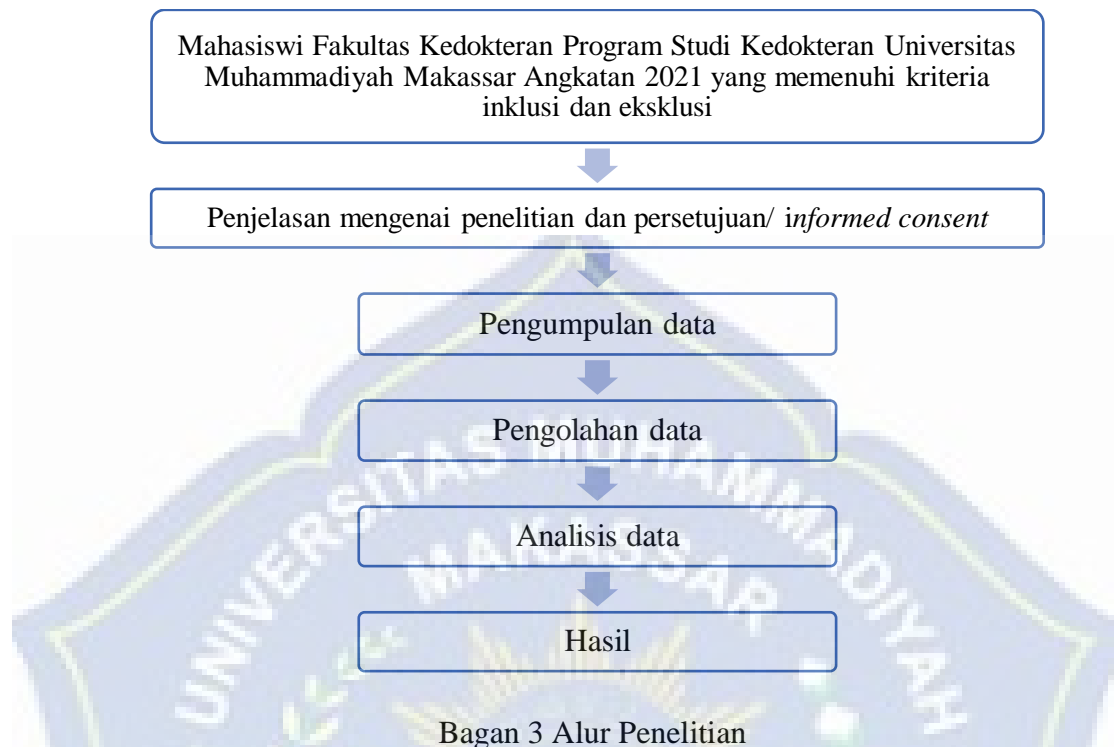 Mahasiswi Fakultas Kedokteran Program Studi Kedokteran Universitas
Muhammadiyah Makassar Angkatan 2021 yang memenuhi kriteria
inklusi dan eksklusi
Penjelasan mengenai penelitian dan persetujuan/ informed consent
Pengumpulan data
Pengolahan data
Analisis data
Hasil
UNIVERSITAS MUHAMMADIYAH
MAKASSAR
Bagan 3 Alur Penelitian